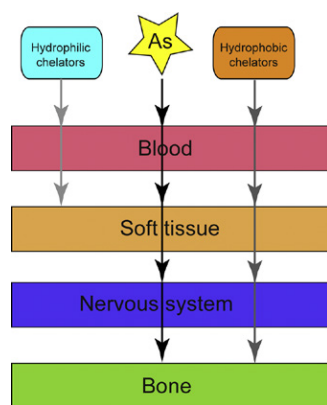 Hydrophilic
chelators
As
Hydrophobic
chelators
Blood
Soft tissue
Nervous system
Bone